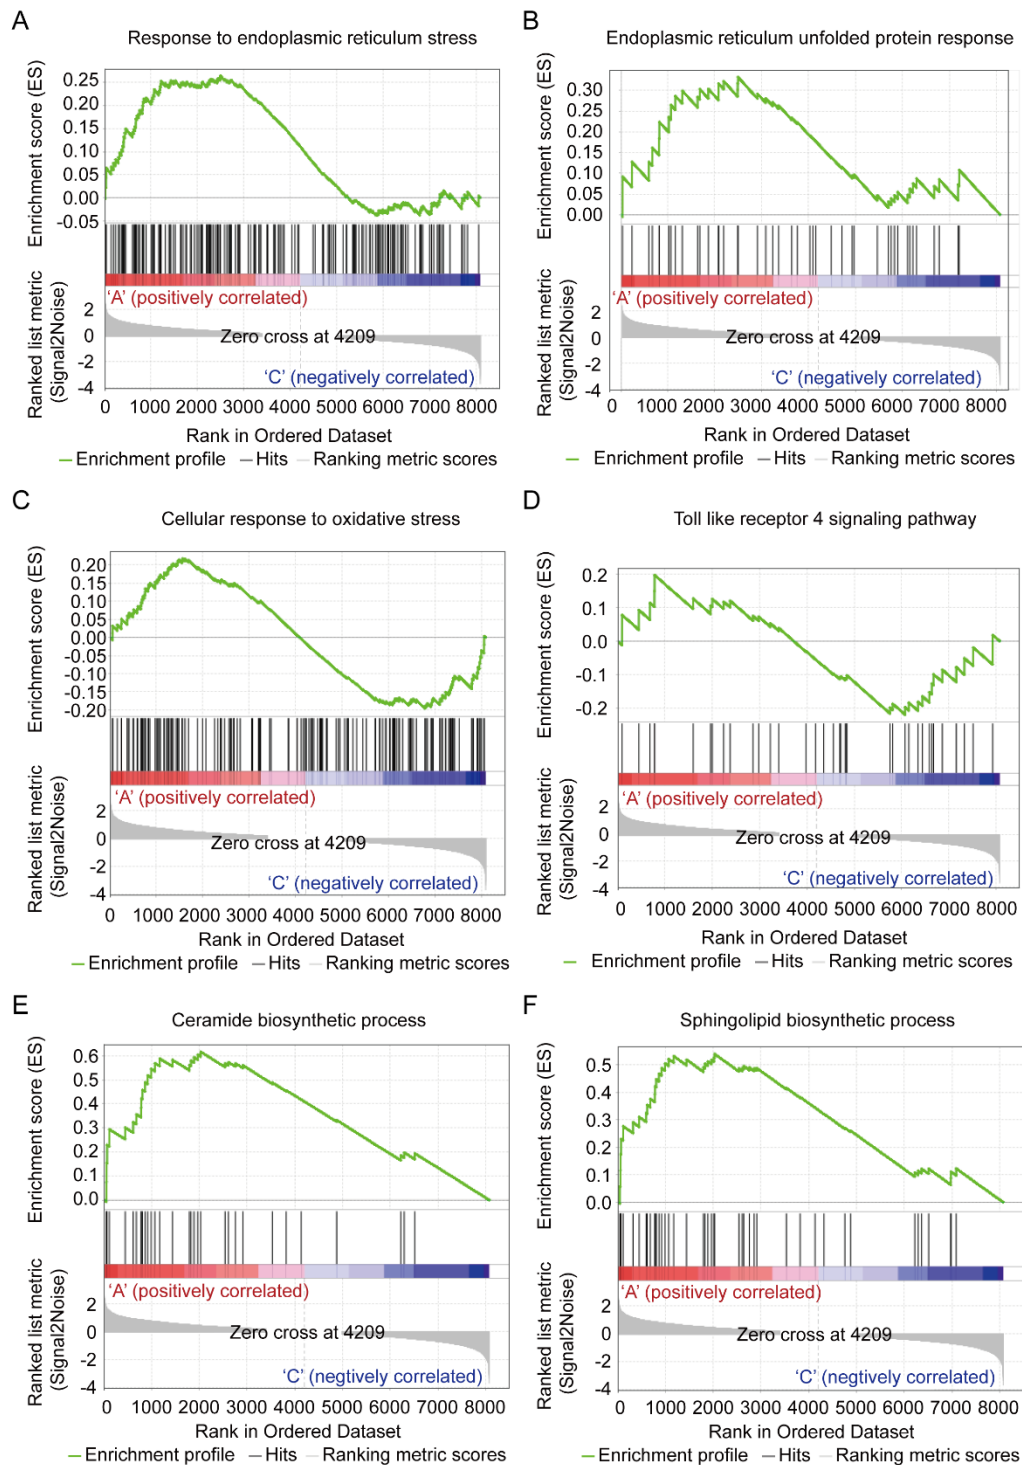 A
Response to endoplasmic reticulum stress
Enrichment score (ES)
0.25
0.20
0.15
0.10
0.05
0.00
-0.05
Ranked list metric
(Signal2Noise)
'A' (positively correlated)
2
0
-2
-4
Zero cross at 4209
'C' (negatively correlated)
0 1000 2000 3000 4000 5000 6000 7000 8000
Rank in Ordered Dataset
Enrichment profile Hits Ranking metric scores
B
Endoplasmic reticulum unfolded protein response
Enrichment score (ES)
0.30
0.25
0.20
0.15
0.10
0.05
0.00
Ranked list metric
(Signal2Noise)
'A' (positively correlated)
2
0
-2
-4
Zero cross at 4209
'C' (negatively correlated)
0 1000 2000 3000 4000 5000 6000 7000 8000
Rank in Ordered Dataset
Enrichment profile Hits Ranking metric scores
C
Cellular response to oxidative stress
Enrichment score (ES)
0.20
0.15
0.10
0.05
0.00
-0.05
-0.10
-0.15
-0.20
Ranked list metric
(Signal2Noise)
'A' (positively correlated)
2
0
-2
-4
Zero cross at 4209
'C' (negatively correlated)
0 1000 2000 3000 4000 5000 6000 7000 8000
Rank in Ordered Dataset
Enrichment profile Hits Ranking metric scores
D
Toll like receptor 4 signaling pathway
Enrichment score (ES)
0.2
0.1
0.0
-0.1
-0.2
Ranked list metric
(Signal2Noise)
'A' (positively correlated)
2
0
-2
-4
Zero cross at 4209
'C' (negatively correlated)
0 1000 2000 3000 4000 5000 6000 7000 8000
Rank in Ordered Dataset
Enrichment profile Hits Ranking metric scores
E
Ceramide biosynthetic process
Enrichment score (ES)
0.6
0.5
0.4
0.3
0.2
0.1
0.0
Ranked list metric
(Signal2Noise)
'A' (positively correlated)
2
0
-2
-4
Zero cross at 4209
'C' (negtively correlated)
0 1000 2000 3000 4000 5000 6000 7000 8000
Rank in Ordered Dataset
Enrichment profile Hits Ranking metric scores
F
Sphingolipid biosynthetic process
Enrichment score (ES)
0.5
0.4
0.3
0.2
0.1
0.0
Ranked list metric
(Signal2Noise)
'A' (positively correlated)
2
0
-2
-4
Zero cross at 4209
'C' (negatively correlated)
0 1000 2000 3000 4000 5000 6000 7000 8000
Rank in Ordered Dataset
Enrichment profile Hits Ranking metric scores